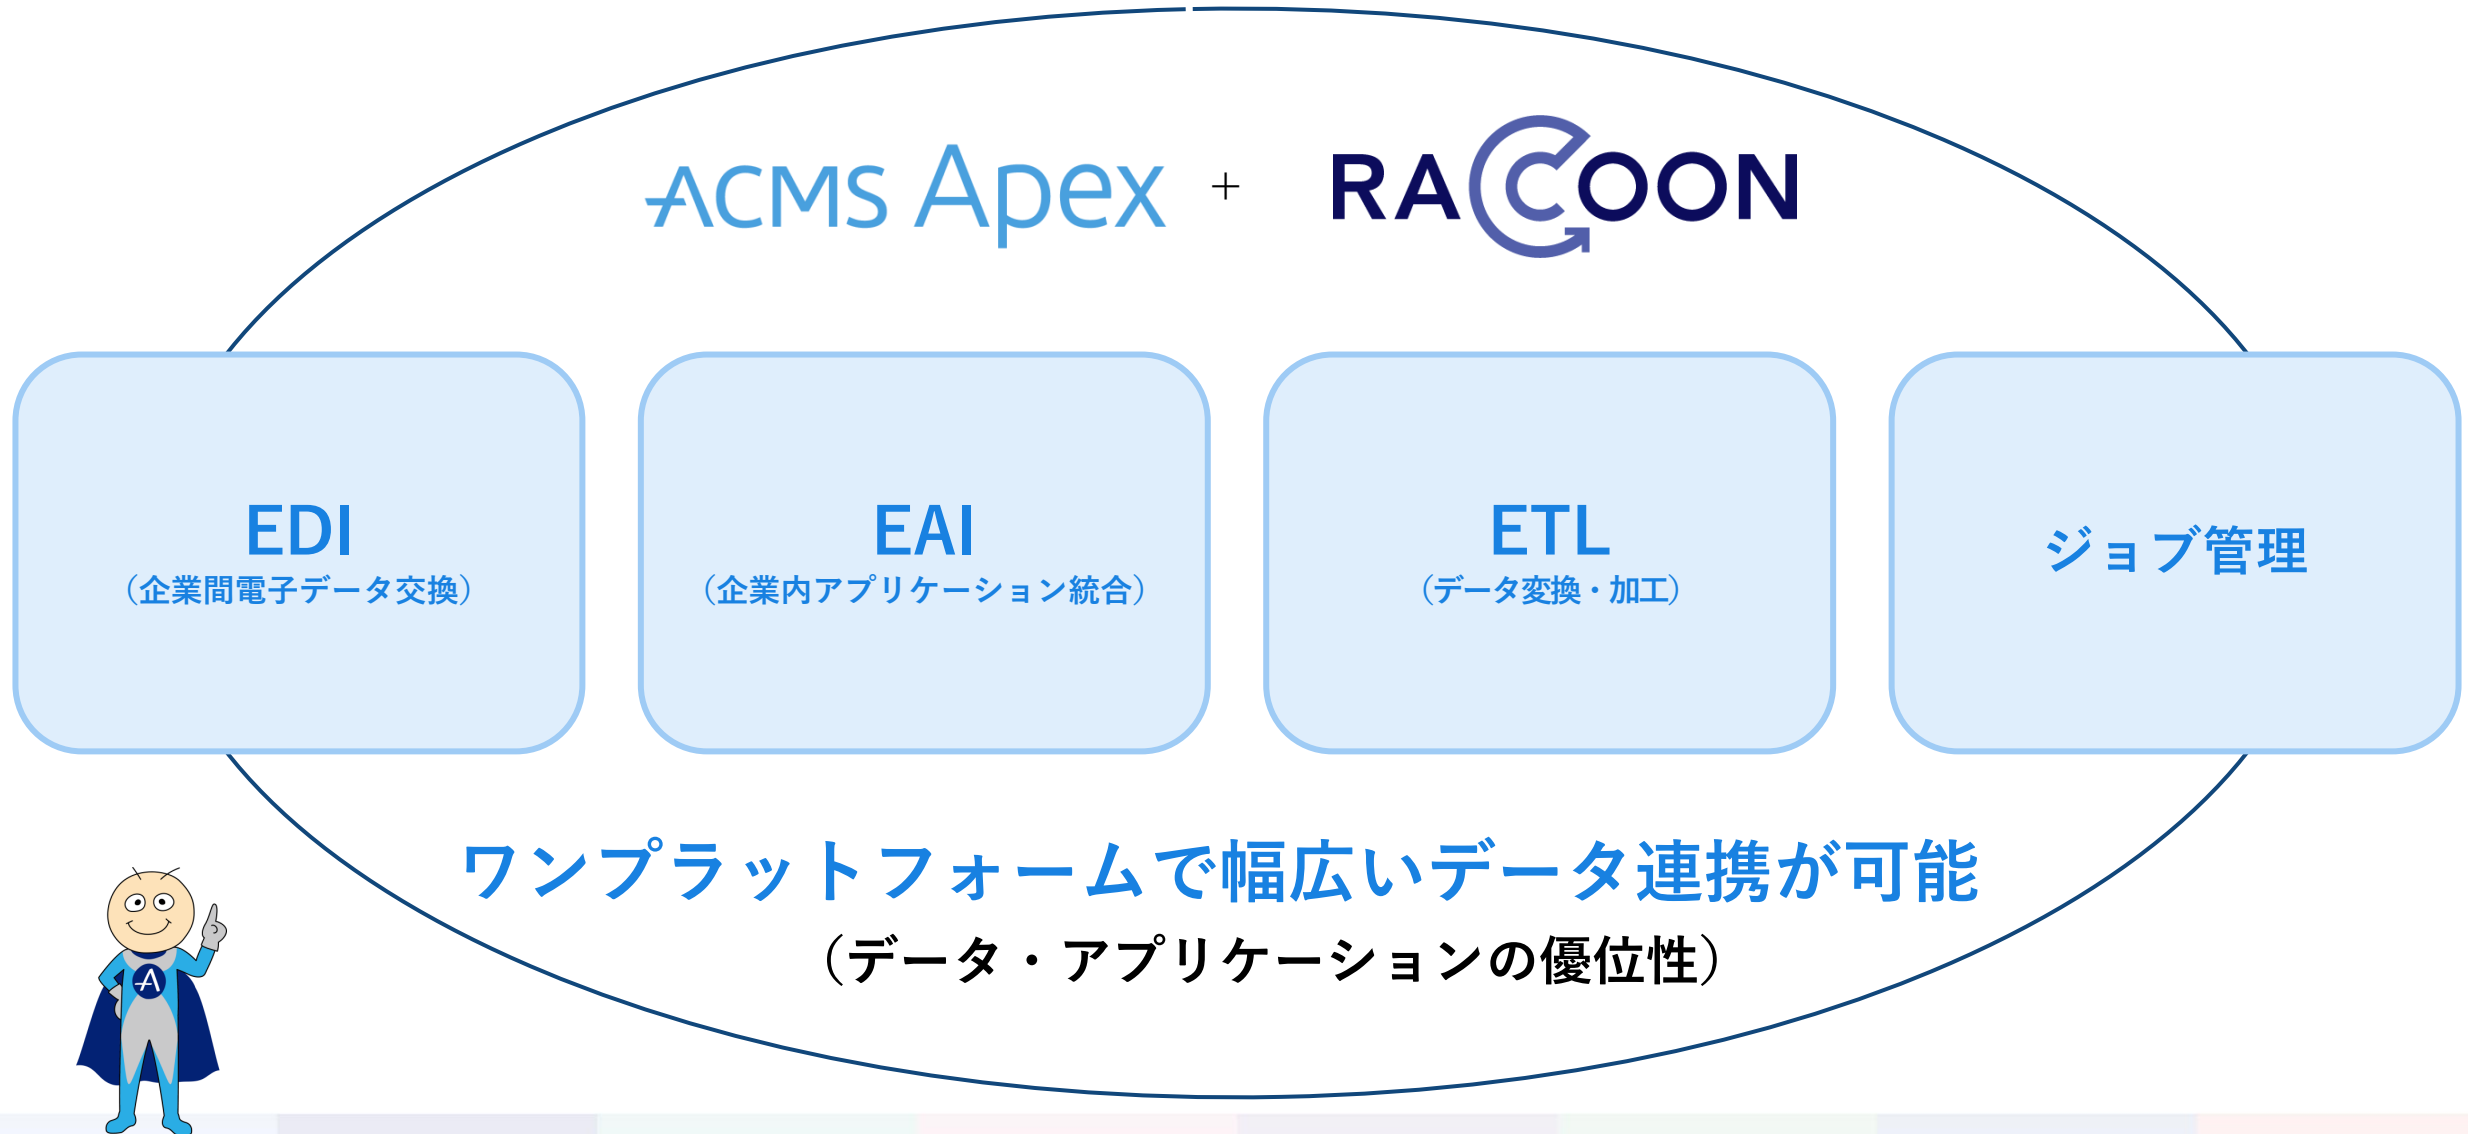 ACMS Apex + RACCOON
EDI
（企業間電子データ交換）
EAI
（企業内アプリケーション統合）
ETL
（データ変換・加工）
ジョブ管理
ワンプラットフォームで幅広いデータ連携が可能
（データ・アプリケーションの優位性）
A